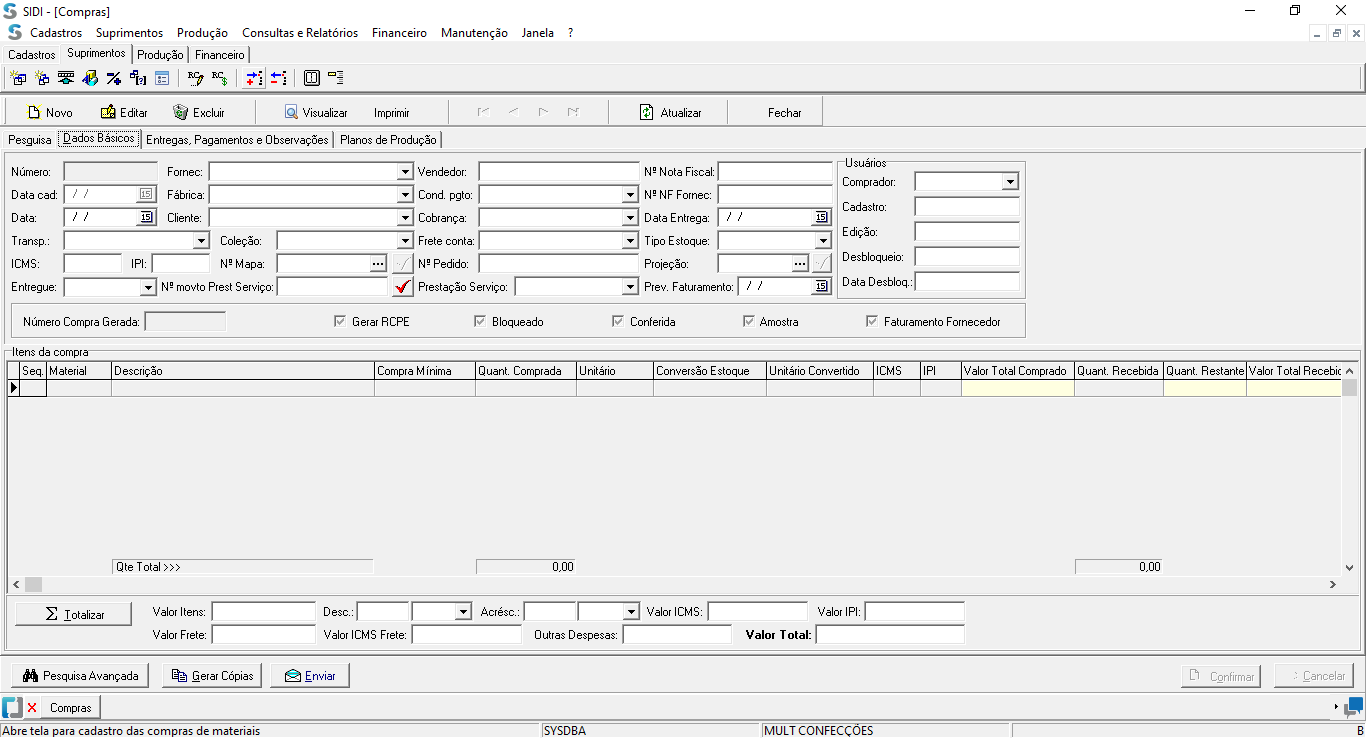 SIDI - [Compras]
Cadastros Suprimentos Produção Consultas e Relatórios Financeiro Manutenção Janela ?
Cadastros Suprimentos Produção Financeiro
Novo Editar Excluir Visualizar Imprimir Atualizar Fechar
Pesquisa Dados Básicos Entregas, Pagamentos e Observações Planos de Produção
Número: Fornec: Vendedor: Nº Nota Fiscal: Usuários
Data cad: / / 15 Fábrica: Cond. pgto: Nº NF Fornec: Comprador:
Data: / / 15 Cliente: Cobrança: Data Entrega: / / 15 Cadastro:
Transp.: Coleção: Frete conta: Tipo Estoque: Edição:
ICMS: IPI: Nº Mapa: ... Nº Pedido: Projeção: ... Desbloqueio:
Entregue: Nº movto Prest Serviço: Prestação Serviço: Prev. Faturamento: / / 15 Data Desbloq.:
Número Compra Gerada: Gerar RCPE Bloqueado Conferida Amostra Faturamento Fornecedor
Itens da compra
Seq. Material Descrição Compra Mínima Quant. Comprada Unitário Conversão Estoque Unitário Convertido ICMS IPI Valor Total Comprado Quant. Recebida Quant. Restante Valor Total Recebic
Qte Total >>> 0,00 0,00
Σ Totalizar Valor Itens: Desc.: Acrésc.: Valor ICMS: Valor IPI:
Valor Frete: Valor ICMS Frete: Outras Despesas: Valor Total:
Pesquisa Avançada Gerar Cópias Enviar Confirmar Cancelar
Compras
Abre tela para cadastro das compras de materiais SYSDBA MULT CONFECÇÕES B